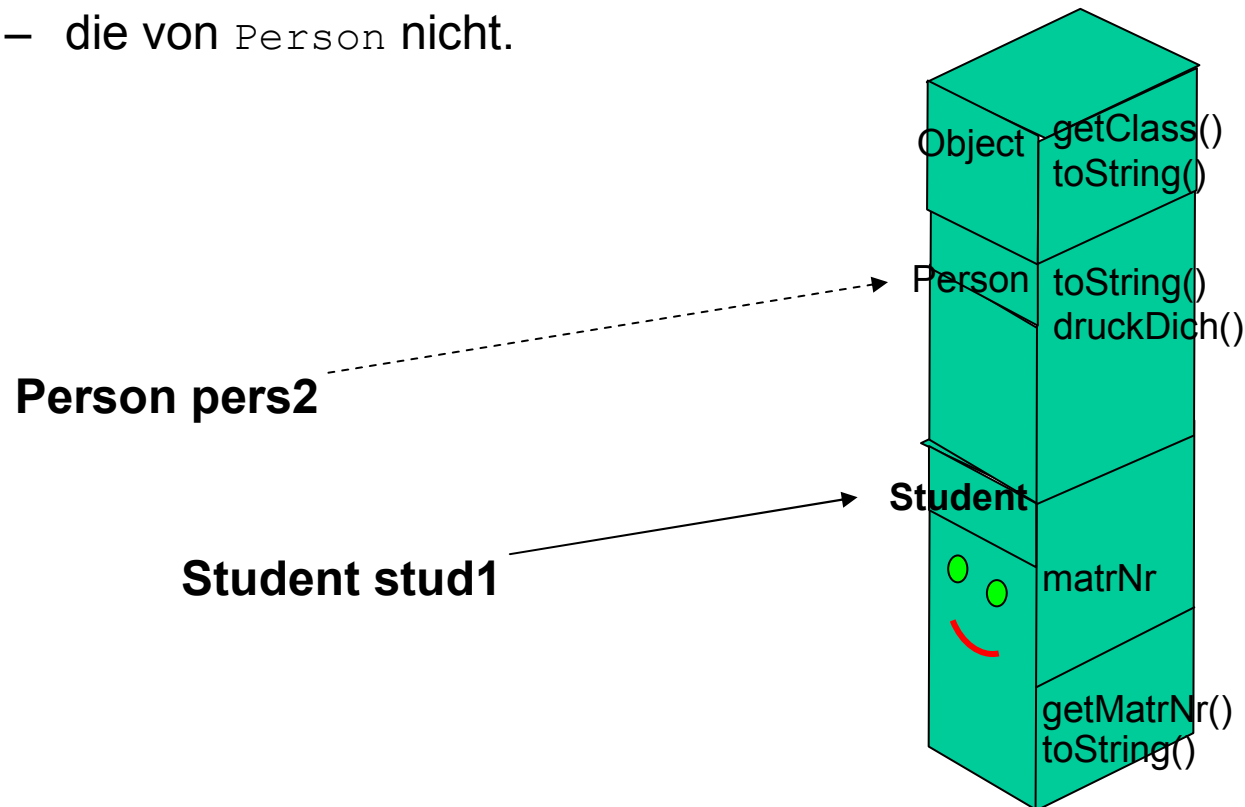 – die von Person nicht.
Object
getClass()
toString()
Person
toString()
druckDich()
Person pers2
Student
Student stud1
matrNr
getMatrNr()
toString()